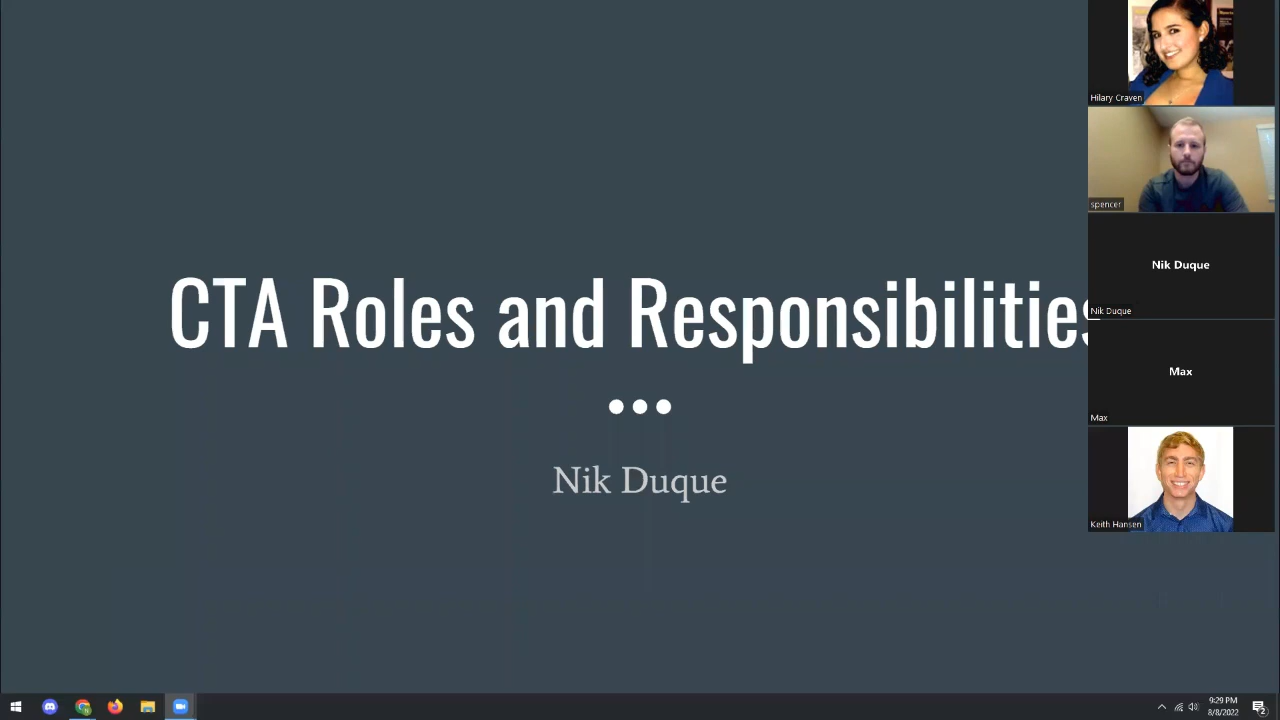 CTA Roles and Responsibilities
Nik Duque
Hilary Craven
spencer
Nik Duque
Nik Duque
Max
Max
Keith Hansen
9:29 PM
8/8/2022
2